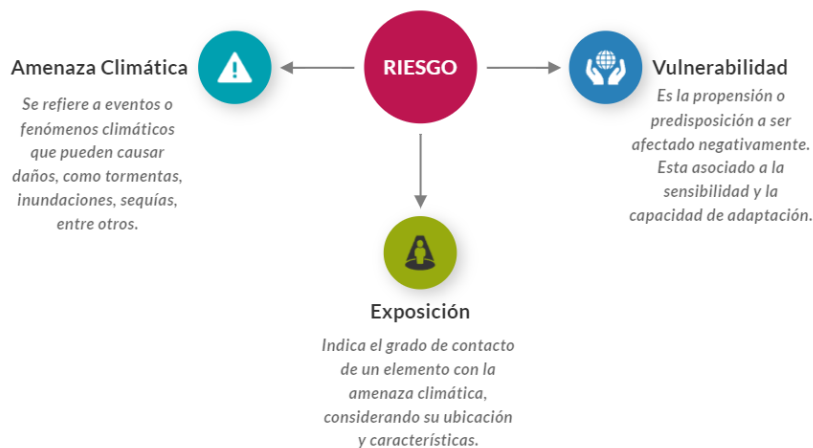 RIESGO
Amenaza Climática
Se refiere a eventos o
fenómenos climáticos
que pueden causar
daños, como tormentas,
inundaciones, sequías,
entre otros.
Vulnerabilidad
Es la propensión o
predisposición a ser
afectado negativamente.
Esta asociado a la
sensibilidad y la
capacidad de adaptación.
Exposición
Indica el grado de contacto
de un elemento con la
amenaza climática,
considerando su ubicación
y características.